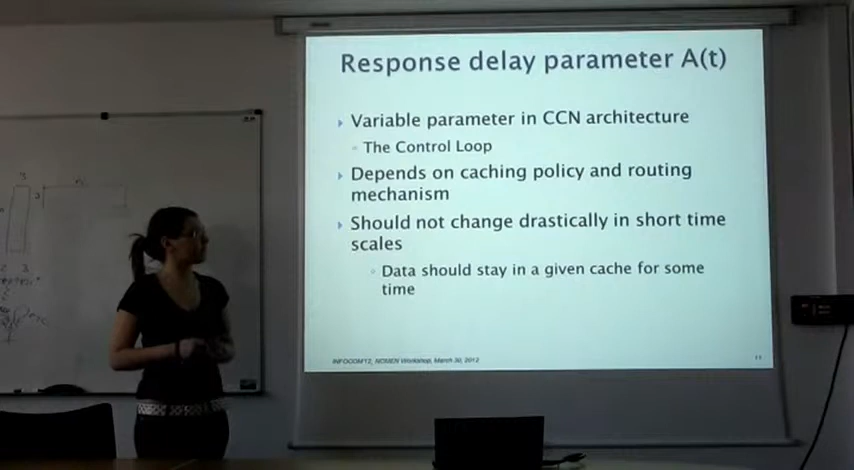 Response delay parameter A(t)
Variable parameter in CCN architecture
The Control Loop
Depends on caching policy and routing
mechanism
Should not change drastically in short time
scales
Data should stay in a given cache for some
time
INFOCOM'12, NOMEN Workshop, March 30, 2012
11